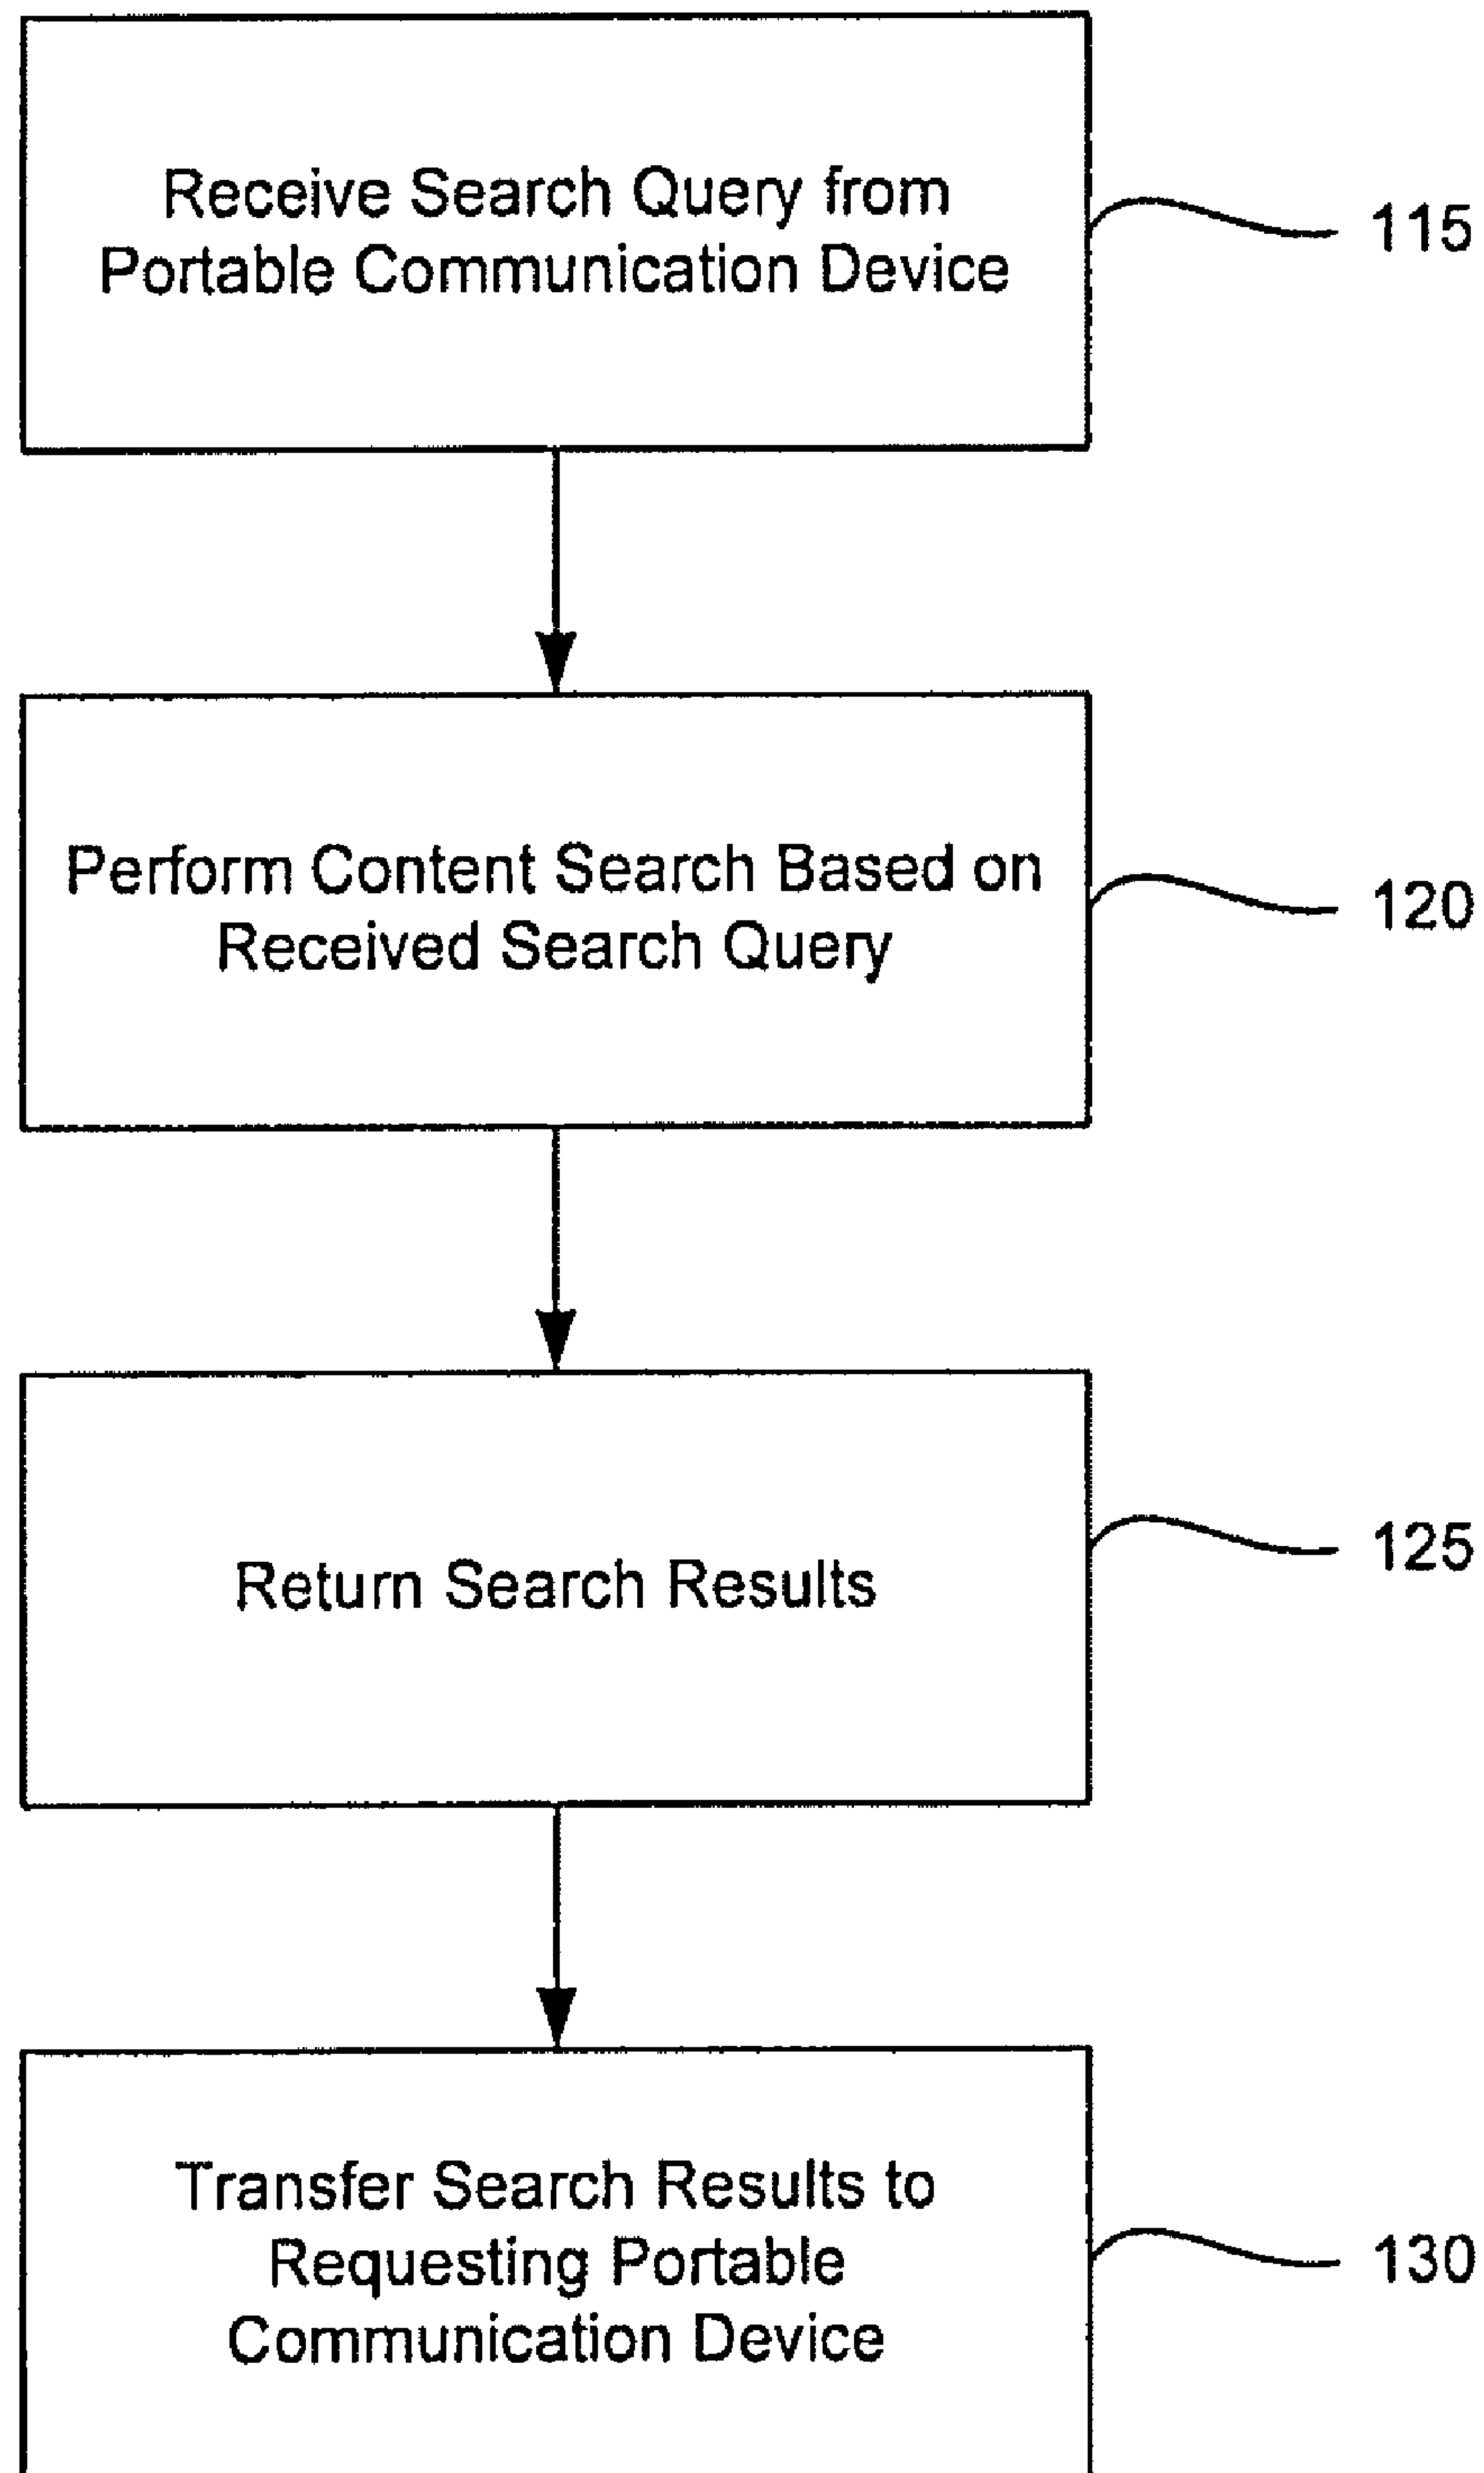 Receive Search Query from
Portable Communication Device
115
Perform Content Search Based on
Received Search Query
120
Return Search Results
125
Transfer Search Results to
Requesting Portable
Communication Device
130